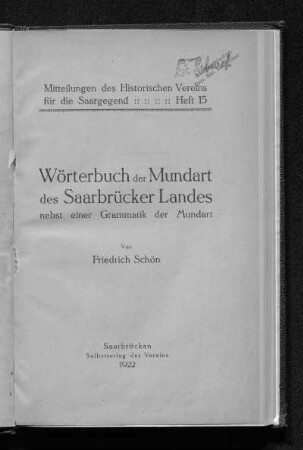 Mitteilungen des Historischen Vereins
für die Saargegend :: :: :: :: Heft 15
Wörterbuch der Mundart
des Saarbrücker Landes
nebst einer Grammatik der Mundart
Von
Friedrich Schön
Saarbrücken
Selbstverlag des Vereins
1922